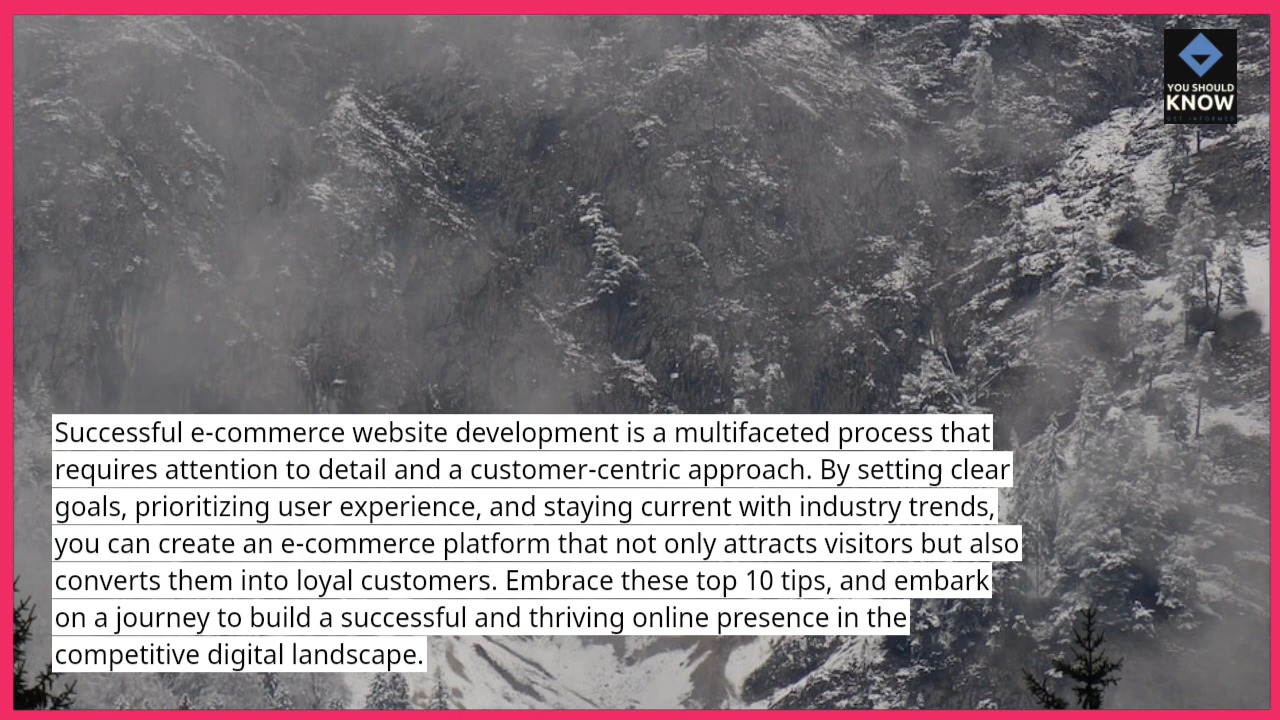 YOU SHOULD
KNOW
GET INFORMED
Successful e-commerce website development is a multifaceted process that
requires attention to detail and a customer-centric approach. By setting clear
goals, prioritizing user experience, and staying current with industry trends,
you can create an e-commerce platform that not only attracts visitors but also
converts them into loyal customers. Embrace these top 10 tips, and embark
on a journey to build a successful and thriving online presence in the
competitive digital landscape.